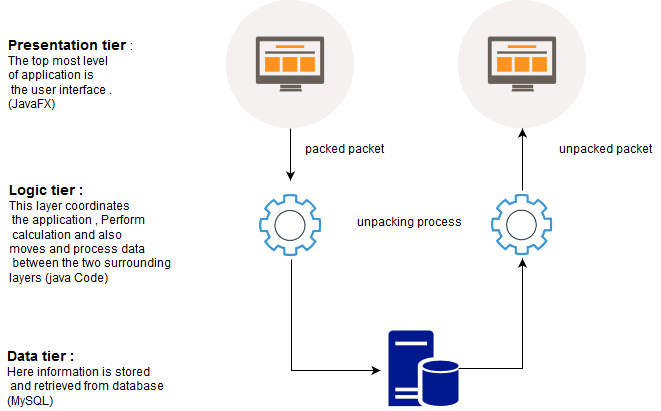 Presentation tier :
The top most level
of application is
the user interface .
(JavaFX)
packed packet
unpacked packet
Logic tier :
This layer coordinates
the application , Perform
calculation and also
moves and process data
between the two surrounding
layers (java Code)
unpacking process
Data tier :
Here information is stored
and retrieved from database
(MySQL)